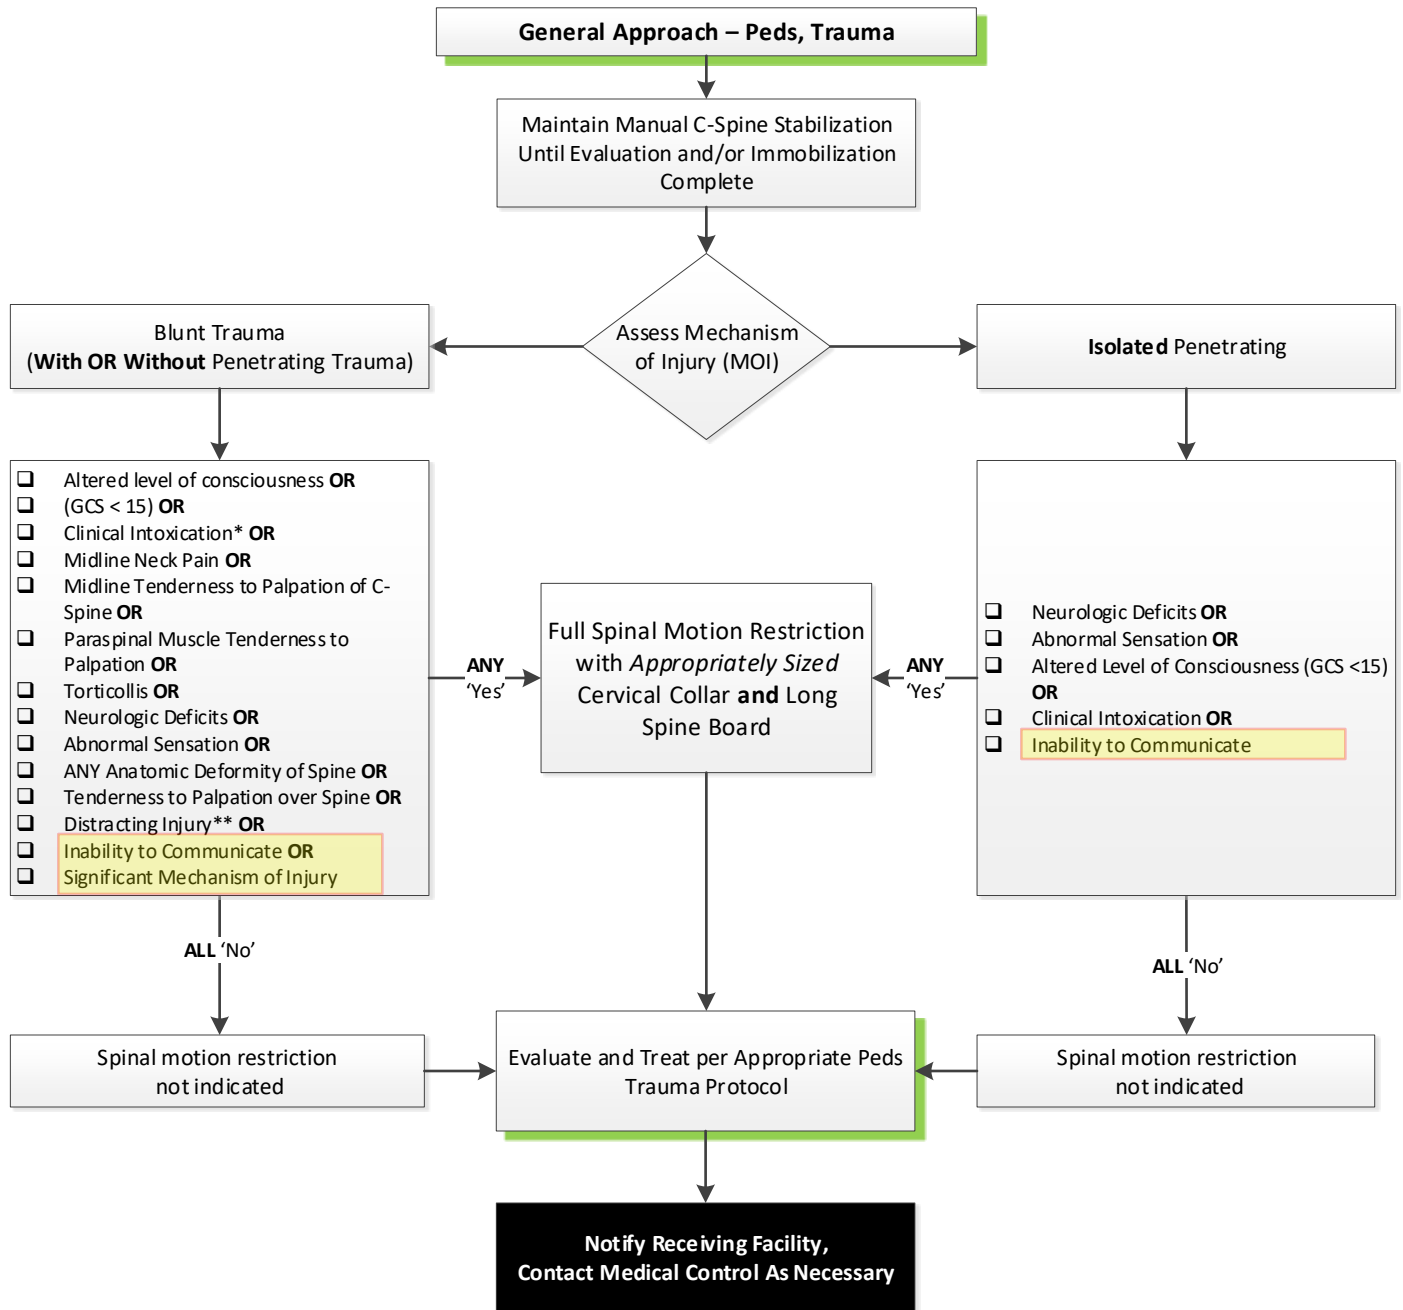 General Approach – Peds, Trauma
Maintain Manual C-Spine Stabilization
Until Evaluation and/or Immobilization
Complete
Assess Mechanism
of Injury (MOI)
Blunt Trauma
(With OR Without Penetrating Trauma)
Isolated Penetrating
❑ Altered level of consciousness OR
❑ (GCS < 15) OR
❑ Clinical Intoxication* OR
❑ Midline Neck Pain OR
❑ Midline Tenderness to Palpation of C-
Spine OR
❑ Paraspinal Muscle Tenderness to
Palpation OR
❑ Torticollis OR
❑ Neurologic Deficits OR
❑ Abnormal Sensation OR
❑ ANY Anatomic Deformity of Spine OR
❑ Tenderness to Palpation over Spine OR
❑ Distracting Injury** OR
❑ Inability to Communicate OR
❑ Significant Mechanism of Injury
ANY
‘Yes’
Full Spinal Motion Restriction
with Appropriately Sized
Cervical Collar and Long
Spine Board
ANY
‘Yes’
❑ Neurologic Deficits OR
❑ Abnormal Sensation OR
❑ Altered Level of Consciousness (GCS <15)
OR
❑ Clinical Intoxication OR
❑ Inability to Communicate
ALL ‘No’
ALL ‘No’
Spinal motion restriction
not indicated
Evaluate and Treat per Appropriate Peds
Trauma Protocol
Spinal motion restriction
not indicated
Notify Receiving Facility,
Contact Medical Control As Necessary